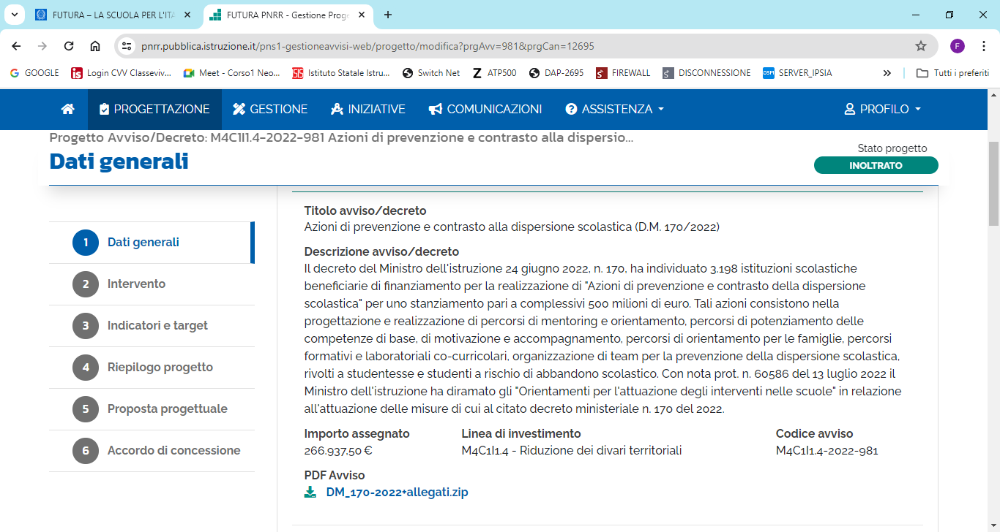 FUTURA – LA SCUOLA PER L'ITA
FUTURA PNRR - Gestione Proge
pnrr.pubblica.istruzione.it/pns1-gestioneavvisi-web/progetto/modifica?prgAvv=981&prgCan=12695
F
GOOGLE
Login CVV Classeviv...
Meet - Corso1 Neo...
Istituto Statale Istru...
Switch Net
ATP500
DAP-2695
FIREWALL
DISCONNESSIONE
SERVER_IPSIA
Tutti i preferiti
PROGETTAZIONE
GESTIONE
INIZIATIVE
COMUNICAZIONI
ASSISTENZA
PROFILO
Progetto Avviso/Decreto: M4C1I1.4-2022-981 Azioni di prevenzione e contrasto alla dispersio...
Dati generali
Stato progetto
INOLTRATO
1 Dati generali
2 Intervento
3 Indicatori e target
4 Riepilogo progetto
5 Proposta progettuale
6 Accordo di concessione
Titolo avviso/decreto
Azioni di prevenzione e contrasto alla dispersione scolastica (D.M. 170/2022)
Descrizione avviso/decreto
Il decreto del Ministro dell'istruzione 24 giugno 2022, n. 170, ha individuato 3.198 istituzioni scolastiche
beneficiarie di finanziamento per la realizzazione di "Azioni di prevenzione e contrasto della dispersione
scolastica" per uno stanziamento pari a complessivi 500 milioni di euro. Tali azioni consistono nella
progettazione e realizzazione di percorsi di mentoring e orientamento, percorsi di potenziamento delle
competenze di base, di motivazione e accompagnamento, percorsi di orientamento per le famiglie, percorsi
formativi e laboratoriali co-curricolari, organizzazione di team per la prevenzione della dispersione scolastica,
rivolti a studentesse e studenti a rischio di abbandono scolastico. Con nota prot. n. 60586 del 13 luglio 2022 il
Ministro dell'istruzione ha diramato gli "Orientamenti per l'attuazione degli interventi nelle scuole" in relazione
all'attuazione delle misure di cui al citato decreto ministeriale n. 170 del 2022.
Importo assegnato
266.937,50 €
Linea di investimento
M4C1I1.4 - Riduzione dei divari territoriali
Codice avviso
M4C1I1.4-2022-981
PDF Avviso
DM_170-2022+allegati.zip